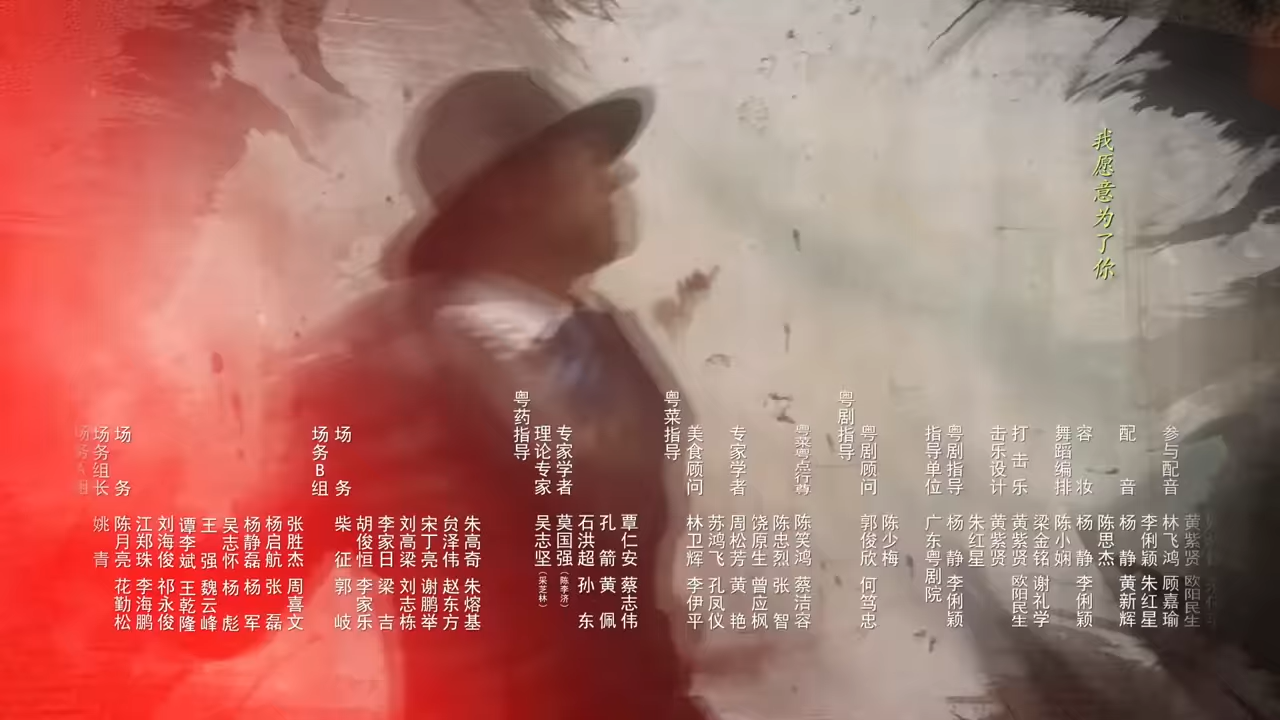 我愿意为了你
场务A组
场务组长 姚 青
场 务 陈月亮 花勤松
江郑珠 李海鹏
刘海俊 祁永俊
谭李斌 王乾隆
王 强 魏云峰
吴志怀 杨 彪
杨静磊 杨 军
杨启航 张 磊
张胜杰 周喜文
场务B组
场 务 柴 征 郭 岐
胡俊恒 李家乐
李家日 梁 吉
刘高梁 刘志栋
宋丁亮 谢鹏举
贠泽伟 赵东方
朱高奇 朱熔基
粤药指导
理论专家 吴志坚（采芝林）
专家学者 莫国强（陈李济）
石洪超 孙 东
孔 箭 黄 佩
覃仁安 蔡志伟
粤菜指导
美食顾问 林卫辉 李伊平
苏鸿飞 孔凤仪
专家学者 周松芳 黄 艳
饶原生 曾应枫
陈忠烈 张 智
粤菜粤点行尊 陈笑鸿 蔡洁容
粤剧指导
粤剧顾问 郭俊欣 何笃忠
陈少梅
指导单位 广东粤剧院
粤剧指导 杨 静 李俐颖
朱红星
击乐设计 黄紫贤
打击乐 黄紫贤 欧阳民生
梁金铭 谢礼学
舞蹈编排 陈小娴
容 妆 杨 静 李俐颖
陈思杰
配 音 杨 静 黄新辉
李俐颖 朱红星
参与配音 林飞鸿 顾嘉瑜
黄紫贤 欧阳民生